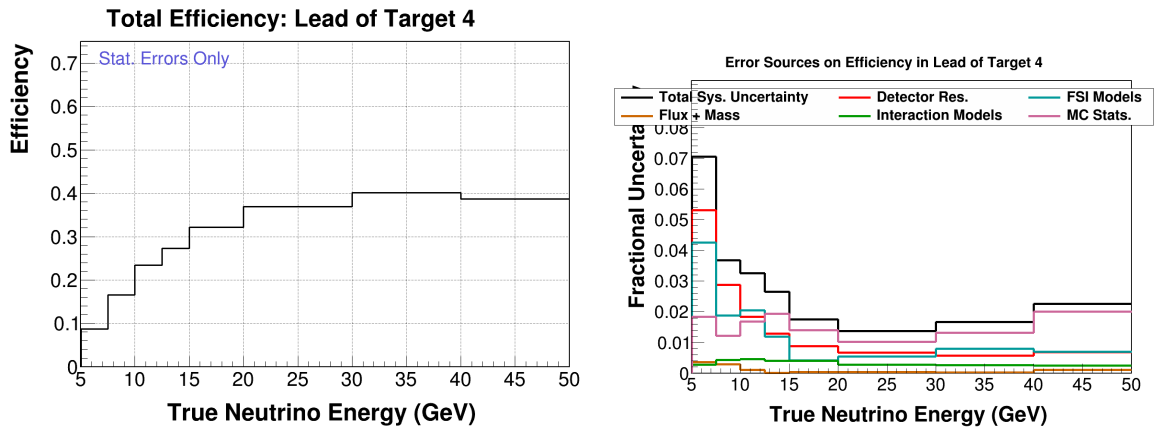 Total Efficiency: Lead of Target 4
Stat. Errors Only
Efficiency
0.7
0.6
0.5
0.4
0.3
0.2
0.1
0
5 10 15 20 25 30 35 40 45 50
True Neutrino Energy (GeV)
Error Sources on Efficiency in Lead of Target 4
Total Sys. Uncertainty Detector Res. FSI Models
Flux + Mass Interaction Models MC Stats.
Fractional Uncerta
0.08
0.07
0.06
0.05
0.04
0.03
0.02
0.01
0
5 10 15 20 25 30 35 40 45 50
True Neutrino Energy (GeV)